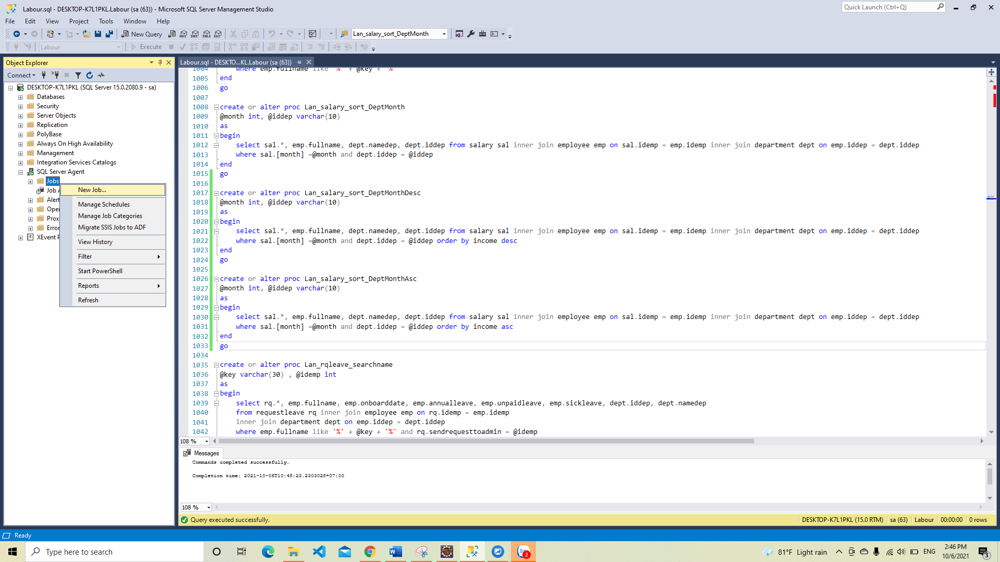 Labour.sql - DESKTOP-K7L1PKL.Labour (sa (63)) - Microsoft SQL Server Management Studio
Quick Launch (Ctrl+Q)
File Edit View Project Tools Window Help
New Query
MDX DMX XMLA DAX
Lan_salary_sort_DeptMonth
Labour
Execute
Object Explorer
Connect
DESKTOP-K7L1PKL (SQL Server 15.0.2080.9 - sa)
Databases
Security
Server Objects
Replication
PolyBase
Always On High Availability
Management
Integration Services Catalogs
SQL Server Agent
Jobs
Job A
Alert
Oper
Prox
Error
XEvent P
New Job...
Manage Schedules
Manage Job Categories
Migrate SSIS Jobs to ADF
View History
Filter
Start PowerShell
Reports
Refresh
Labour.sql - DESKTO...KL.Labour (sa (63))
1004 where emp.fullname like '%' + @key + '%'
1005 end
1006 go
1007
1008 create or alter proc Lan_salary_sort_DeptMonth
1009 @month int, @iddep varchar(10)
1010 as
1011 begin
1012 select sal.*, emp.fullname, dept.namedep, dept.iddep from salary sal inner join employee emp on sal.idemp = emp.idemp inner join department dept on emp.iddep = dept.iddep
1013 where sal.[month] =@month and dept.iddep = @iddep
1014 end
1015 go
1016
1017 create or alter proc Lan_salary_sort_DeptMonthDesc
1018 @month int, @iddep varchar(10)
1019 as
1020 begin
1021 select sal.*, emp.fullname, dept.namedep, dept.iddep from salary sal inner join employee emp on sal.idemp = emp.idemp inner join department dept on emp.iddep = dept.iddep
1022 where sal.[month] =@month and dept.iddep = @iddep order by income desc
1023 end
1024 go
1025
1026 create or alter proc Lan_salary_sort_DeptMonthAsc
1027 @month int, @iddep varchar(10)
1028 as
1029 begin
1030 select sal.*, emp.fullname, dept.namedep, dept.iddep from salary sal inner join employee emp on sal.idemp = emp.idemp inner join department dept on emp.iddep = dept.iddep
1031 where sal.[month] =@month and dept.iddep = @iddep order by income asc
1032 end
1033 go
1034
1035 create or alter proc Lan_rqleave_searchname
1036 @key varchar(30) , @idemp int
1037 as
1038 begin
1039 select rq.*, emp.fullname, emp.onboarddate, emp.annualleave, emp.unpaidleave, emp.sickleave, dept.iddep, dept.namedep
1040 from requestleave rq inner join employee emp on rq.idemp = emp.idemp
1041 inner join department dept on emp.iddep = dept.iddep
1042 where emp.fullname like '%' + @key + '%' and rq.sendrequesttoadmin = @idemp
108 %
Messages
Commands completed successfully.
Completion time: 2021-10-06T10:48:23.2303028+07:00
108 %
Query executed successfully.
DESKTOP-K7L1PKL (15.0 RTM) sa (63) Labour 00:00:00 0 rows
Ready
Type here to search
2
81°F Light rain
ENG
2:46 PM
10/6/2021
3